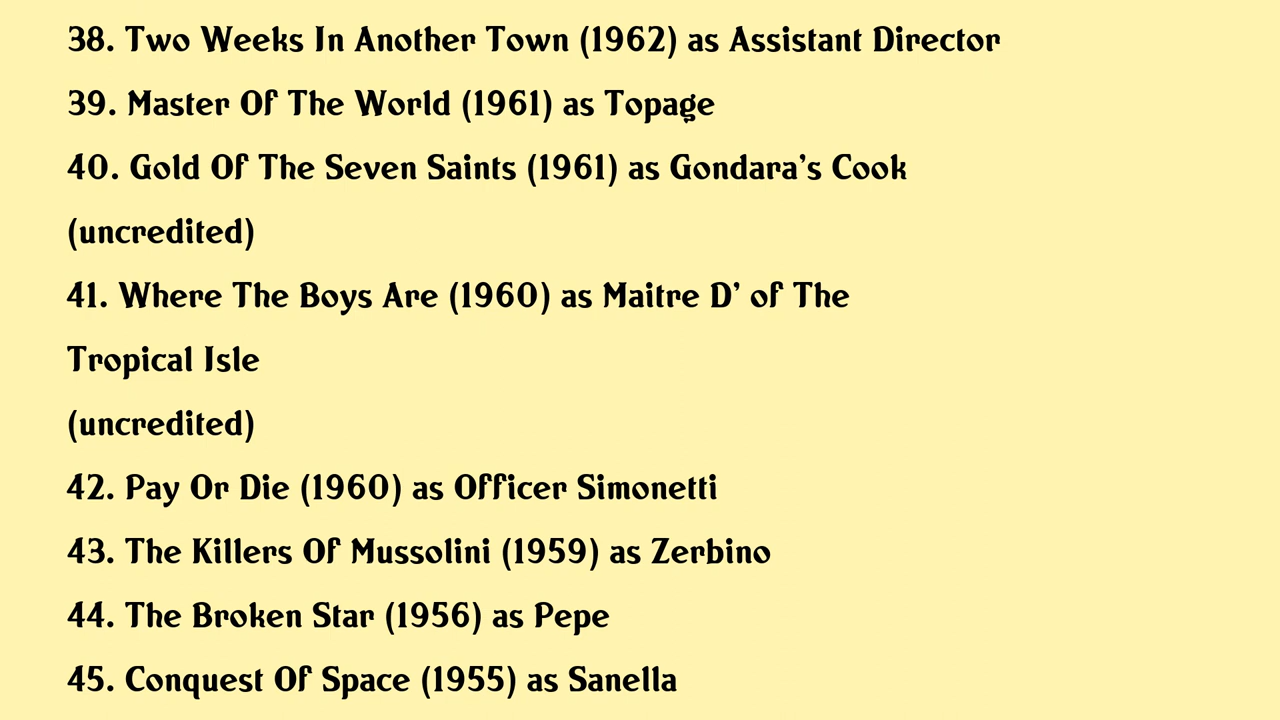 38. Two Weeks In Another Town (1962) as Assistant Director
39. Master Of The World (1961) as Topage
40. Gold Of The Seven Saints (1961) as Gondara's Cook
(uncredited)
41. Where The Boys Are (1960) as Maitre D' of The
Tropical Isle
(uncredited)
42. Pay Or Die (1960) as Officer Simonetti
43. The Killers Of Mussolini (1959) as Zerbino
44. The Broken Star (1956) as Pepe
45. Conquest Of Space (1955) as Sanella